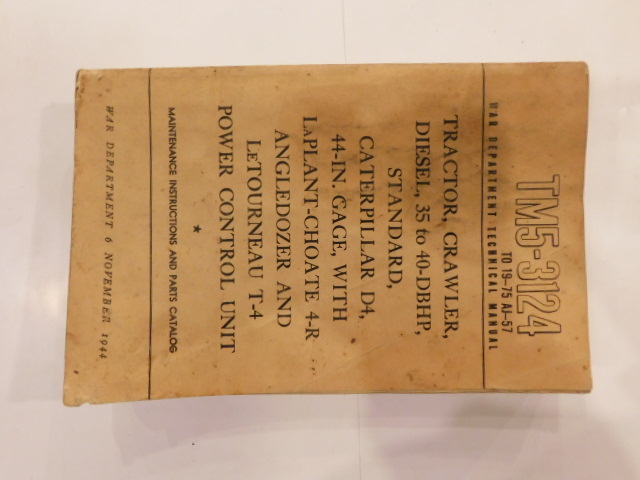 TM5-3124
TO 19-75 AJ-57
WAR DEPARTMENT TECHNICAL MANUAL
TRACTOR, CRAWLER,
DIESEL, 35 to 40-DBHP,
STANDARD,
CATERPILLAR D4,
44-IN. GAGE, WITH
LAPLANT-CHOATE 4-R
ANGLEDOZER AND
LETOURNEAU T-4
POWER CONTROL UNIT
★
MAINTENANCE INSTRUCTIONS AND PARTS CATALOG
WAR DEPARTMENT 6 NOVEMBER 1944